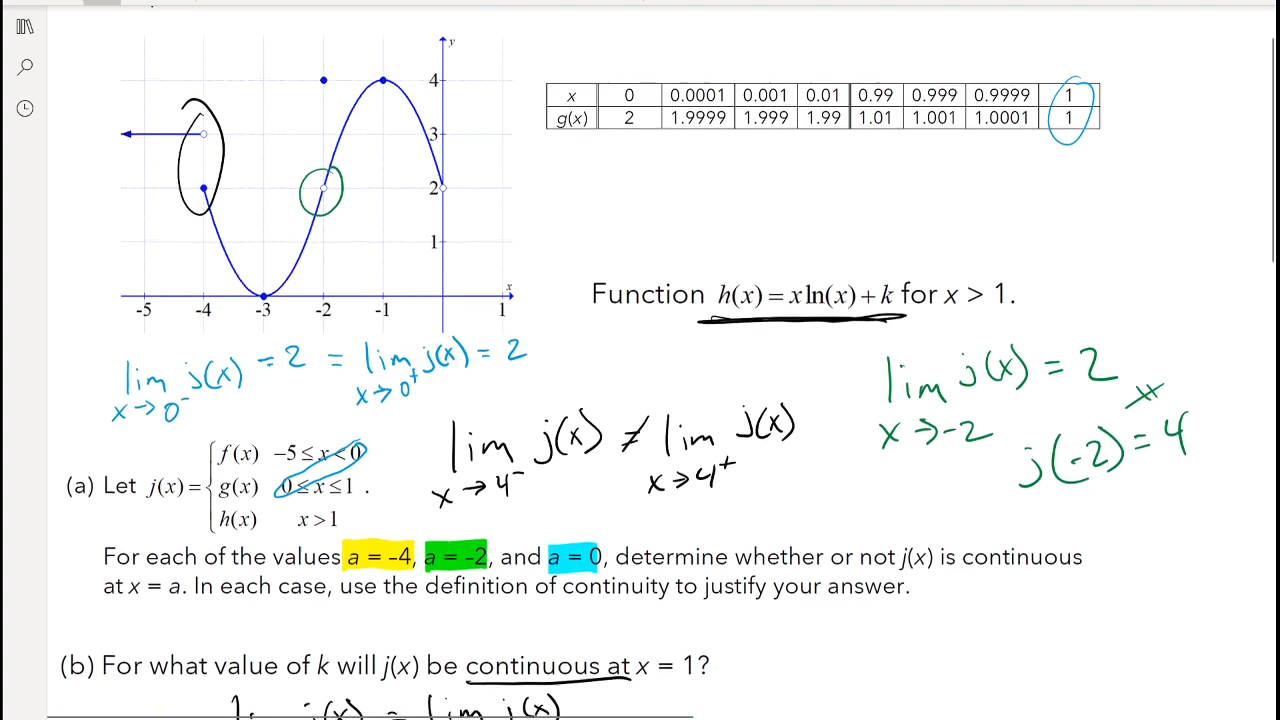 y
4
3
2
1
-5 -4 -3 -2 -1 1 x
x 0 0.0001 0.001 0.01 0.99 0.999 0.9999 1
g(x) 2 1.9999 1.999 1.99 1.01 1.001 1.0001 1
Function h(x) = x ln(x) + k for x > 1.
lim x→0⁻ j(x) = 2 = lim x→0⁺ j(x) = 2
lim x→-2 j(x) = 2
j(-2) = 4
lim x→4⁻ j(x) ≠ lim x→4⁺ j(x)
f(x) -5 ≤ x < 0
(a) Let j(x) = { g(x) 0 ≤ x ≤ 1 .
h(x) x > 1
For each of the values a = –4, a = –2, and a = 0, determine whether or not j(x) is continuous
at x = a. In each case, use the definition of continuity to justify your answer.
(b) For what value of k will j(x) be continuous at x = 1?
j(x) = lim j(x)